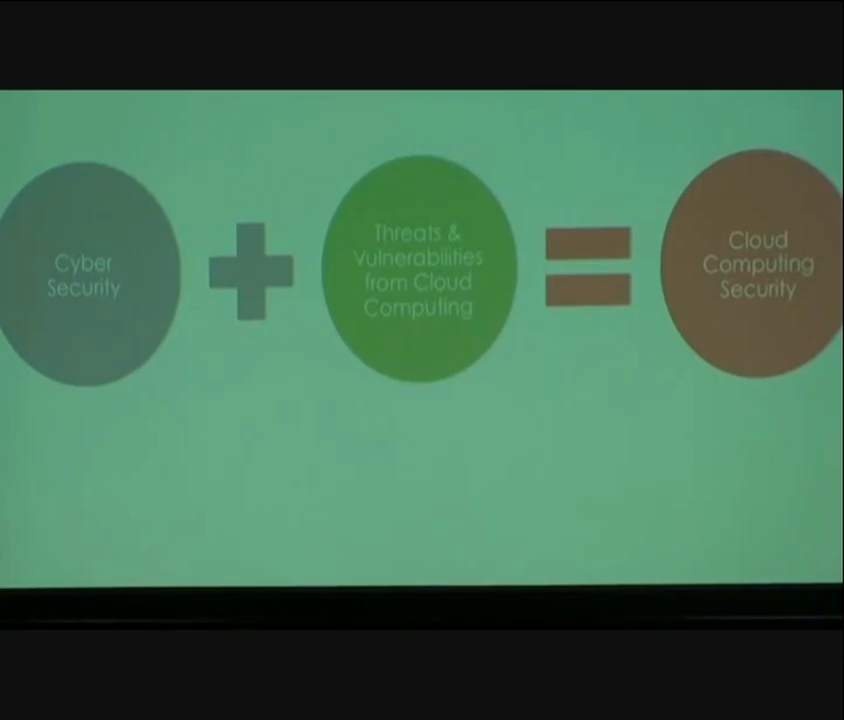 Cyber
Security
Threats &
Vulnerabilities
from Cloud
Computing
Cloud
Computing
Security